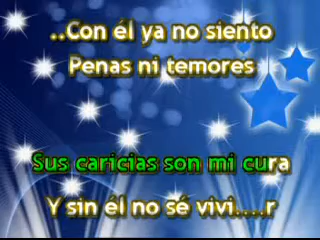 ..Con él ya no siento
Penas ni temores
Sus caricias son mi cura
Y sin él no sé vivi....r